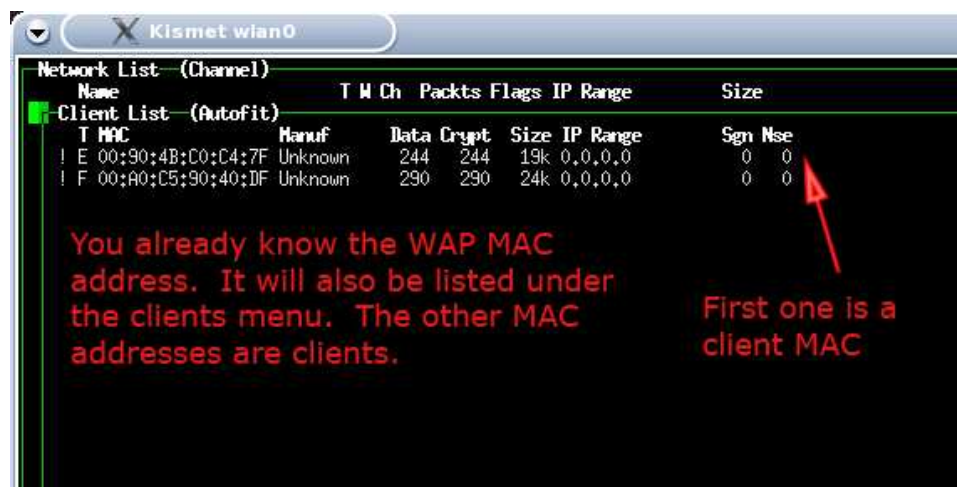 Kismet wlan0
Network List—(Channel)
Name T W Ch Packts Flags IP Range Size
Client List—(Autofit)
T MAC Manuf Data Crypt Size IP Range Sgn Nse
! E 00:90:4B:C0:C4:7F Unknown 244 244 19k 0.0.0.0 0 0
! F 00:A0:C5:90:40:DF Unknown 290 290 24k 0.0.0.0 0 0
You already know the WAP MAC
address. It will also be listed under
the clients menu. The other MAC
addresses are clients.
First one is a
client MAC